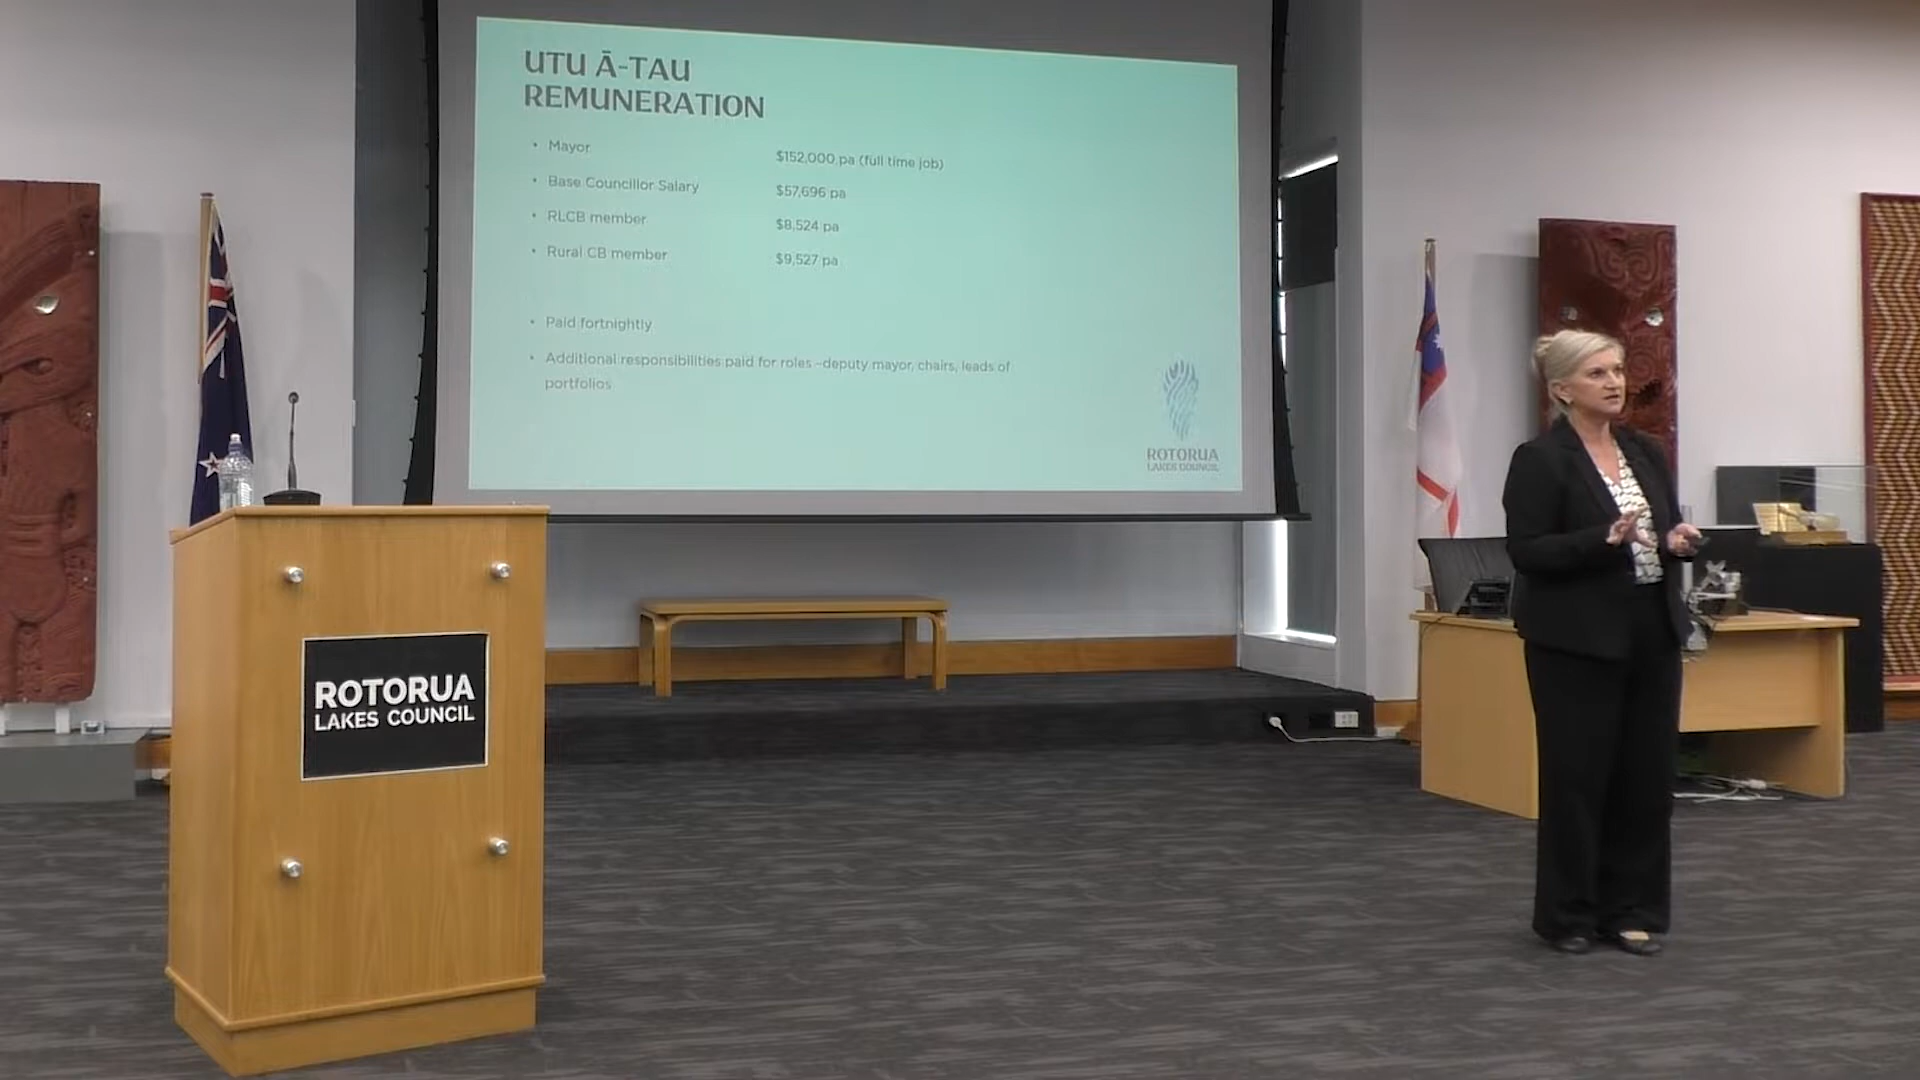 UTU Ā-TAU
REMUNERATION
• Mayor $152,000 pa (full time job)
• Base Councillor Salary $57,696 pa
• RLCB member $8,524 pa
• Rural CB member $9,527 pa
• Paid fortnightly
• Additional responsibilities paid for roles –deputy mayor, chairs, leads of
portfolios
ROTORUA
LAKES COUNCIL
ROTORUA
LAKES COUNCIL